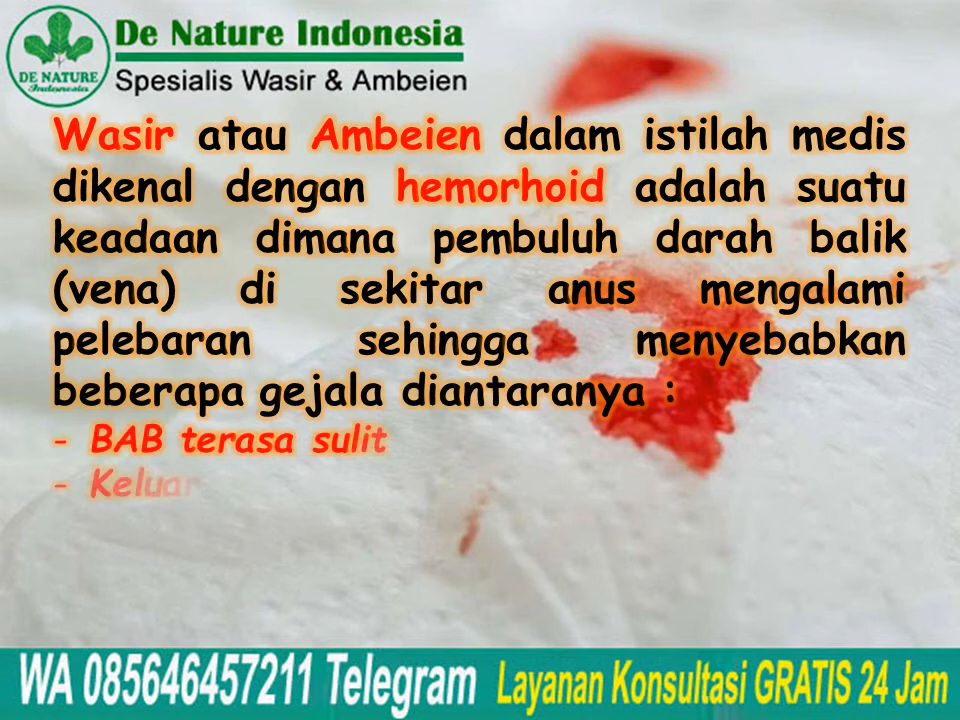 De Nature Indonesia
DE NATURE
Indonesia
Spesialis Wasir & Ambeien
Wasir atau Ambeien dalam istilah medis
dikenal dengan hemorhoid adalah suatu
keadaan dimana pembuluh darah balik
(vena) di sekitar anus mengalami
pelebaran sehingga menyebabkan
beberapa gejala diantaranya :
- BAB terasa sulit
- Keluar
WA 085646457211 Telegram Layanan Konsultasi GRATIS 24 Jam